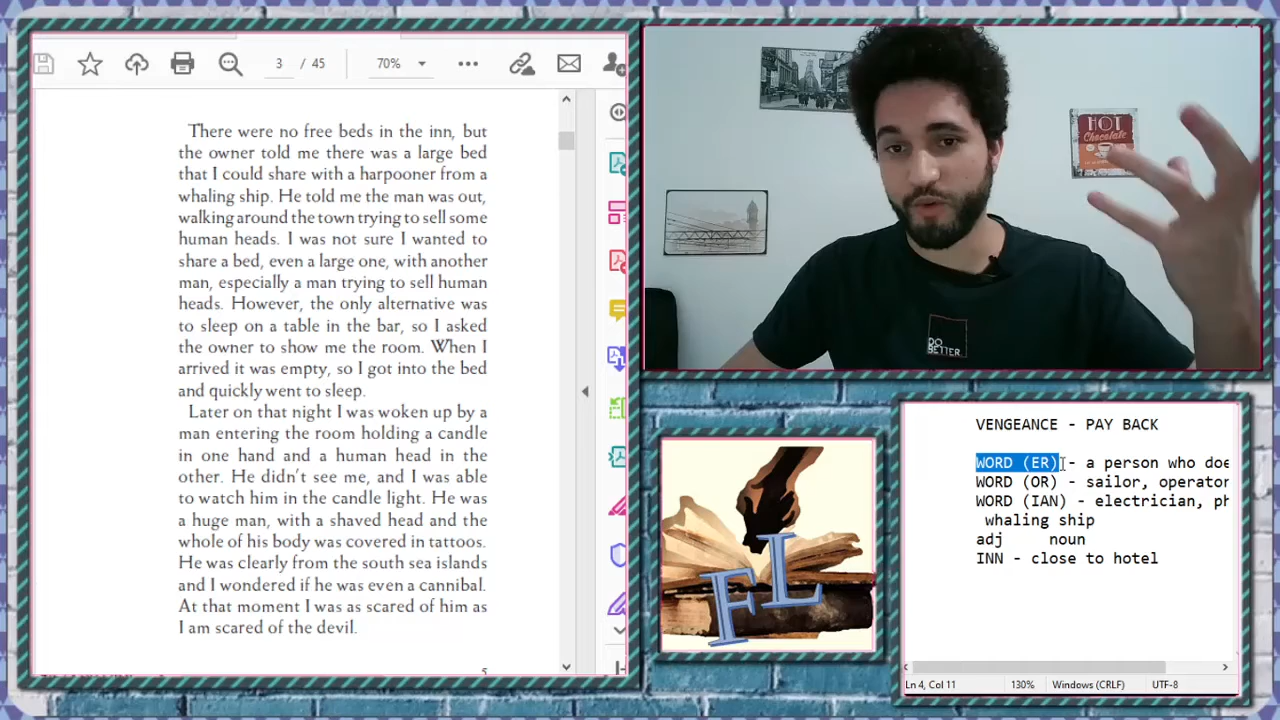 3 / 45
70%
There were no free beds in the inn, but
the owner told me there was a large bed
that I could share with a harpooner from a
whaling ship. He told me the man was out,
walking around the town trying to sell some
human heads. I was not sure I wanted to
share a bed, even a large one, with another
man, especially a man trying to sell human
heads. However, the only alternative was
to sleep on a table in the bar, so I asked
the owner to show me the room. When I
arrived it was empty, so I got into the bed
and quickly went to sleep.
Later on that night I was woken up by a
man entering the room holding a candle
in one hand and a human head in the
other. He didn't see me, and I was able
to watch him in the candle light. He was
a huge man, with a shaved head and the
whole of his body was covered in tattoos.
He was clearly from the south sea islands
and I wondered if he was even a cannibal.
At that moment I was as scared of him as
I am scared of the devil.
HOT
Chocolate
DO
BETTER
FL
VENGEANCE - PAY BACK
WORD (ER) - a person who doe
WORD (OR) - sailor, operator
WORD (IAN) - electrician, ph
whaling ship
adj noun
INN - close to hotel
Ln 4, Col 11 130% Windows (CRLF) UTF-8